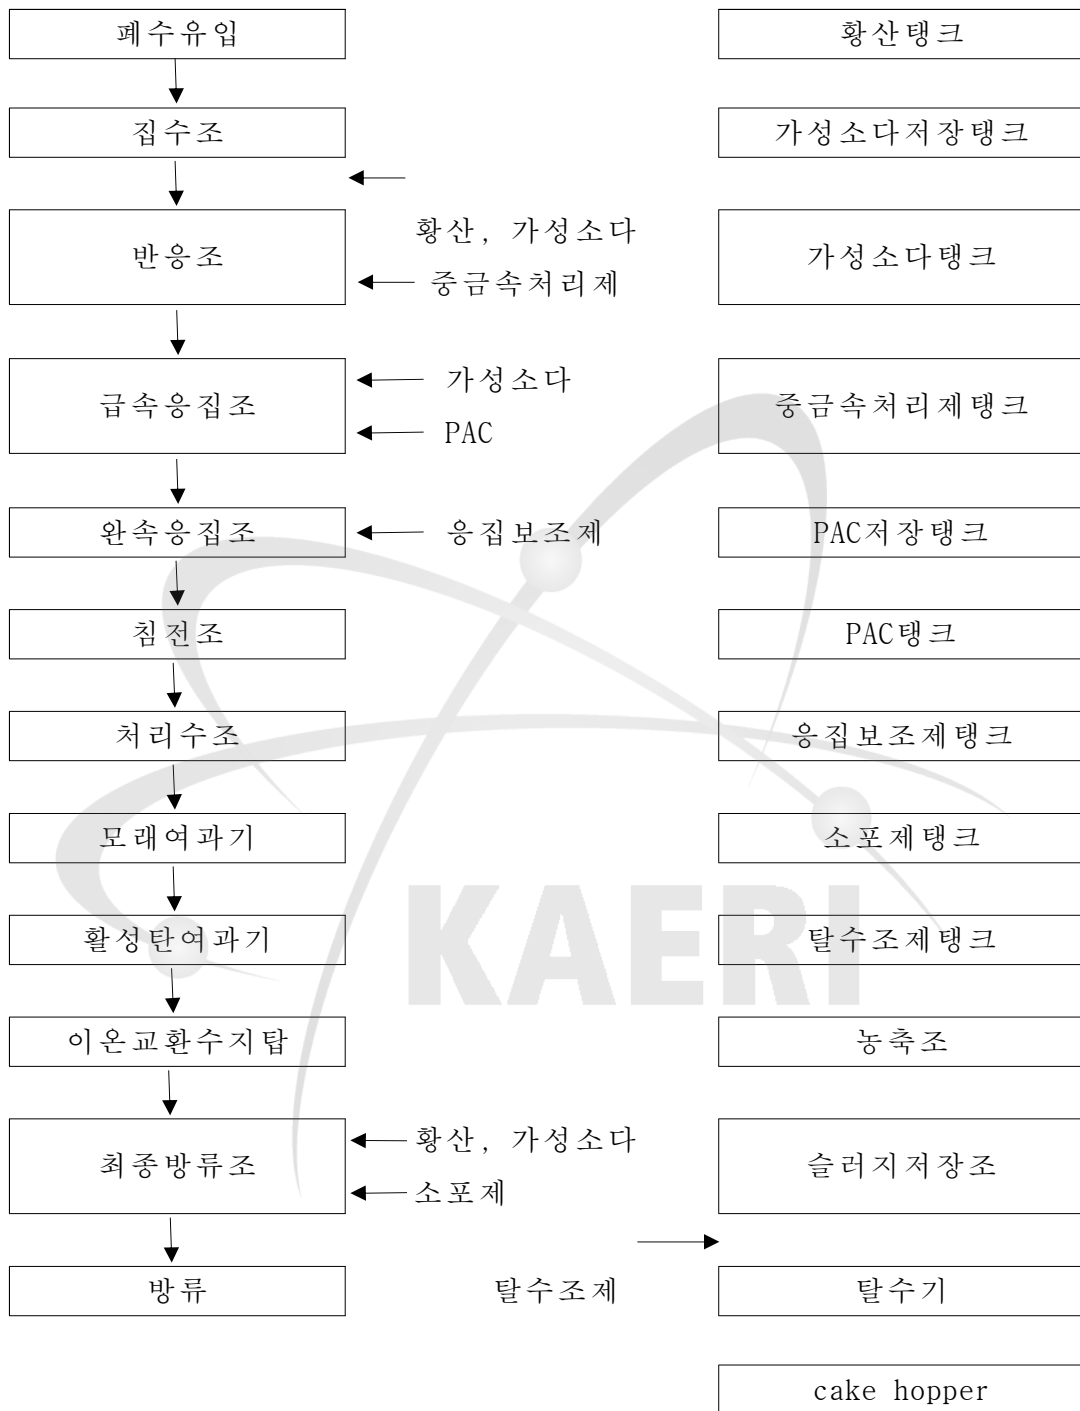 폐수유입
황산탱크
집수조
가성소다저장탱크
황산, 가성소다
반응조
가성소다탱크
중금속처리제
가성소다
급속응집조
중금속처리제탱크
PAC
완속응집조
응집보조제
PAC저장탱크
침전조
PAC탱크
처리수조
응집보조제탱크
모래여과기
소포제탱크
KAERI
활성탄여과기
탈수조제탱크
이온교환수지탑
농축조
황산, 가성소다
최종방류조
슬러지저장조
소포제
방류
탈수조제
탈수기
cake hopper